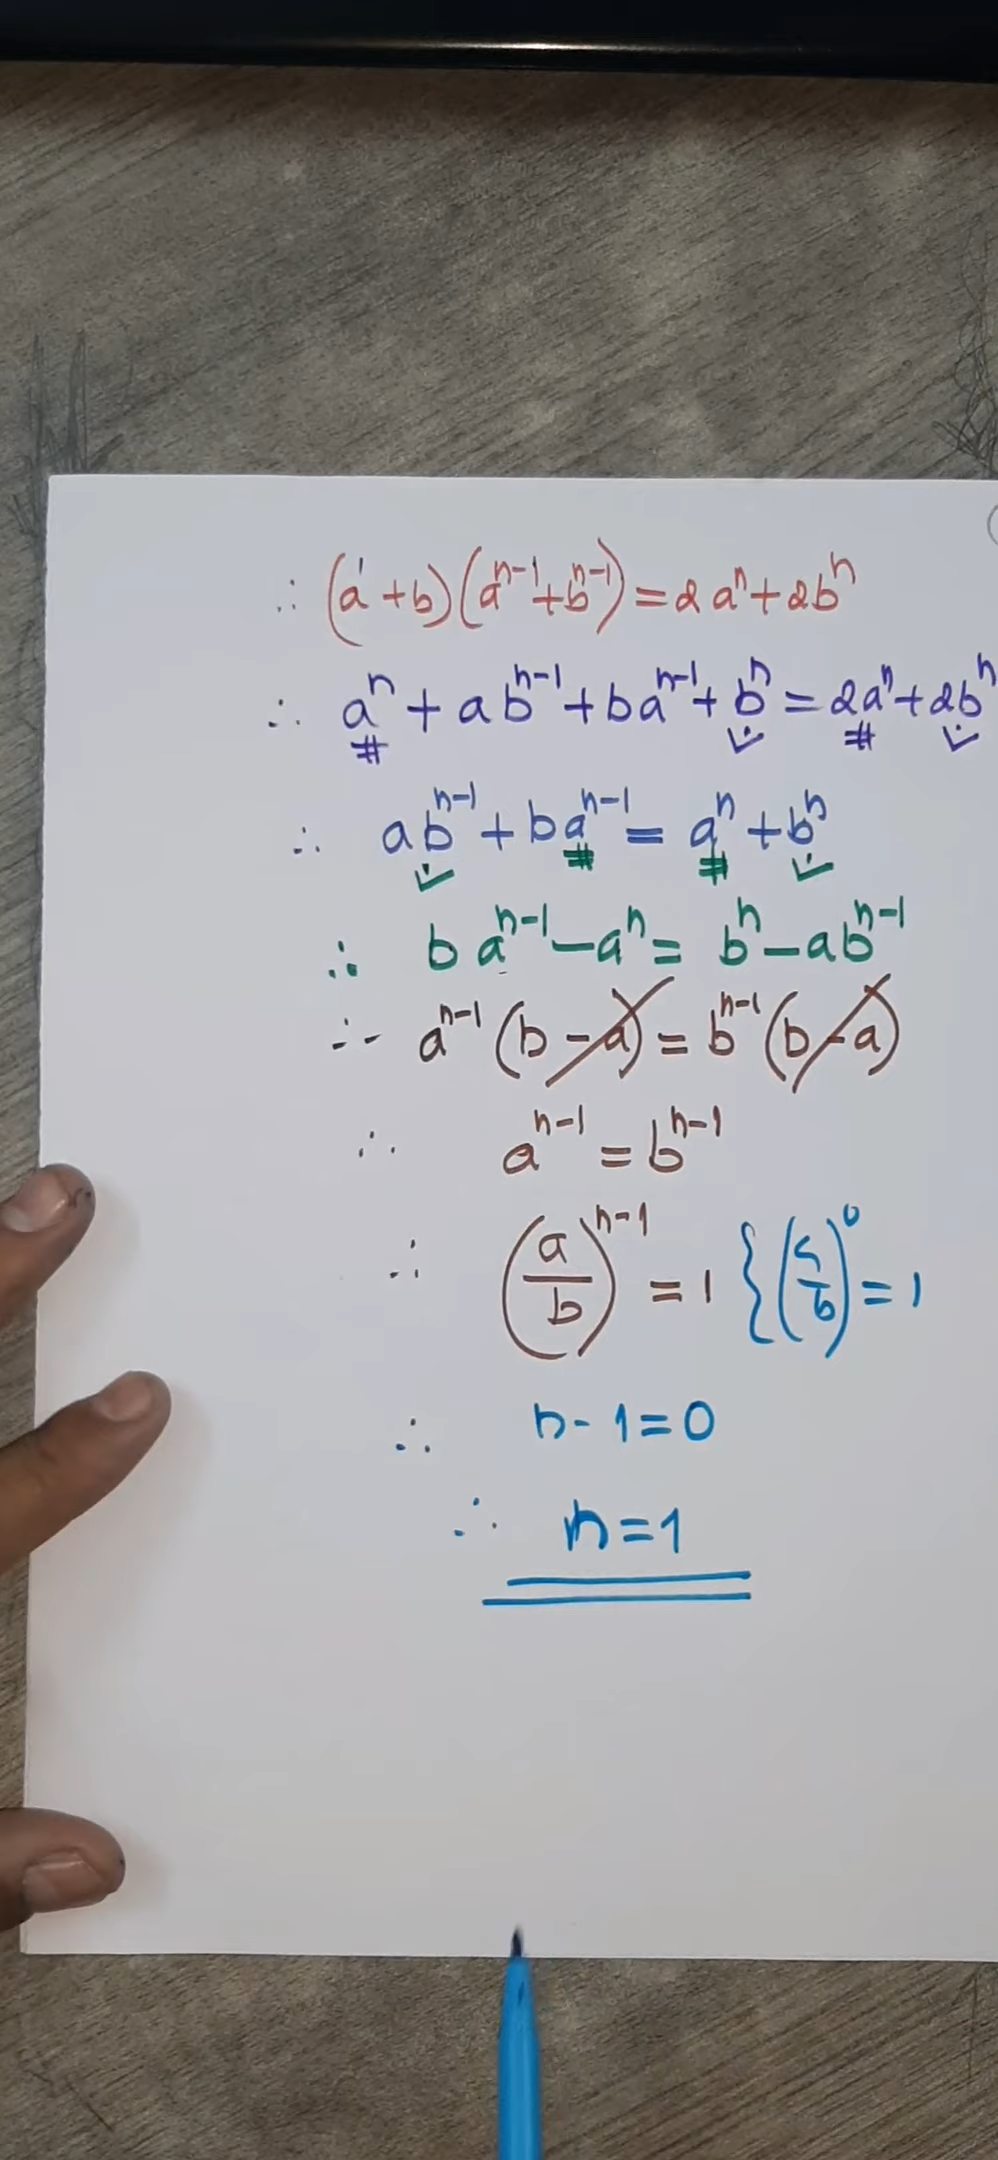 ∴ (a¹+b)(aⁿ⁻¹+bⁿ⁻¹)=2aⁿ+2bⁿ
∴ aⁿ+abⁿ⁻¹+baⁿ⁻¹+bⁿ=2aⁿ+2bⁿ
∴ abⁿ⁻¹+baⁿ⁻¹=aⁿ+bⁿ
∴ baⁿ⁻¹-aⁿ=bⁿ-abⁿ⁻¹
∴ aⁿ⁻¹(b-a)=bⁿ⁻¹(b-a)
∴ aⁿ⁻¹=bⁿ⁻¹
∴ (a/b)ⁿ⁻¹=1 {(a/b)⁰=1
∴ n-1=0
∴ n=1